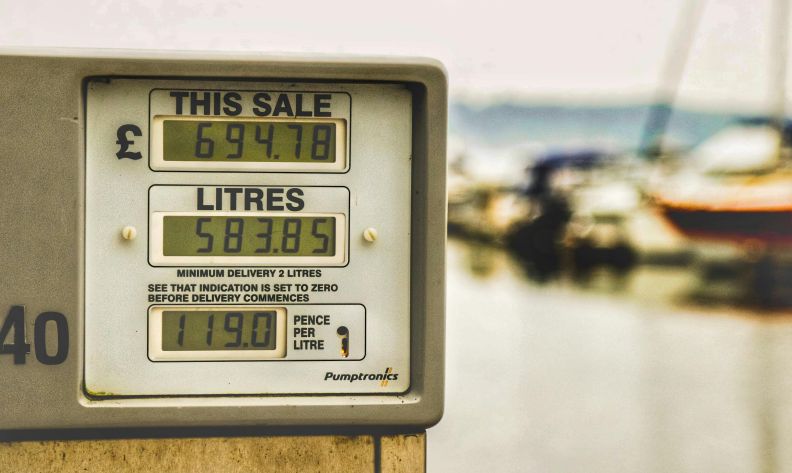 THIS SALE
£ 694.78
LITRES
583.85
MINIMUM DELIVERY 2 LITRES
SEE THAT INDICATION IS SET TO ZERO
BEFORE DELIVERY COMMENCES
119.0
PENCE
PER
LITRE
40
Pumptronics